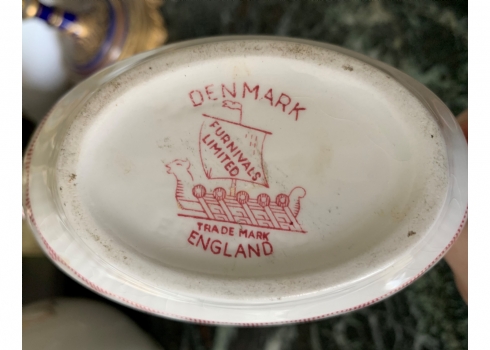 DENMARK
FURNIVALS
LIMITED
TRADE MARK
ENGLAND